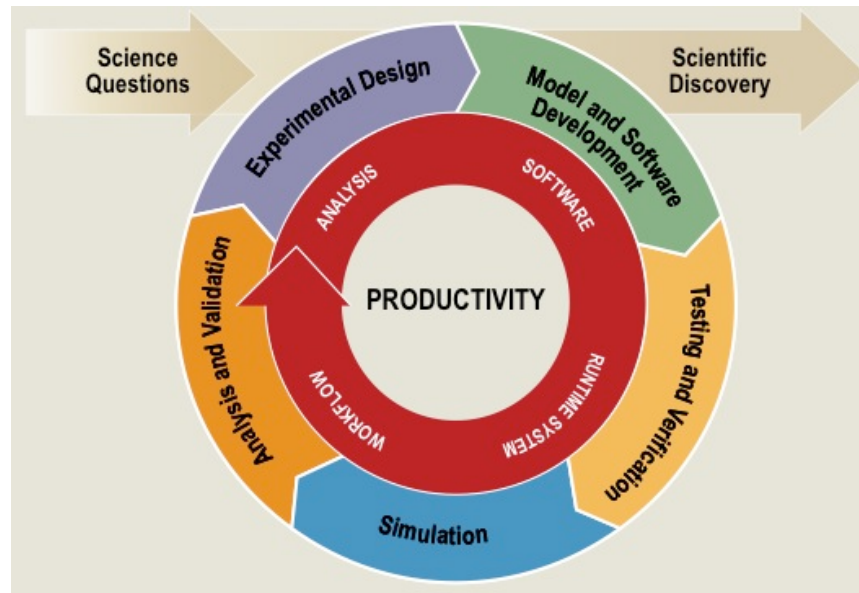 Science
Questions
Scientific
Discovery
Experimental Design
Model and Software
Development
Testing and Verification
Simulation
Analysis and Validation
ANALYSIS
SOFTWARE
RUNTIME SYSTEM
WORKFLOW
PRODUCTIVITY